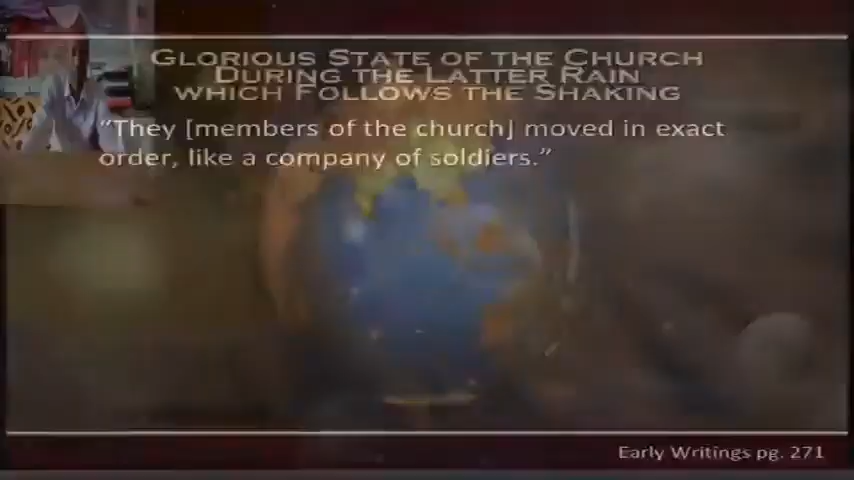 Glorious State of the Church
During the Latter Rain
which Follows the Shaking
“They [members of the church] moved in exact
order, like a company of soldiers.”
Early Writings pg. 271